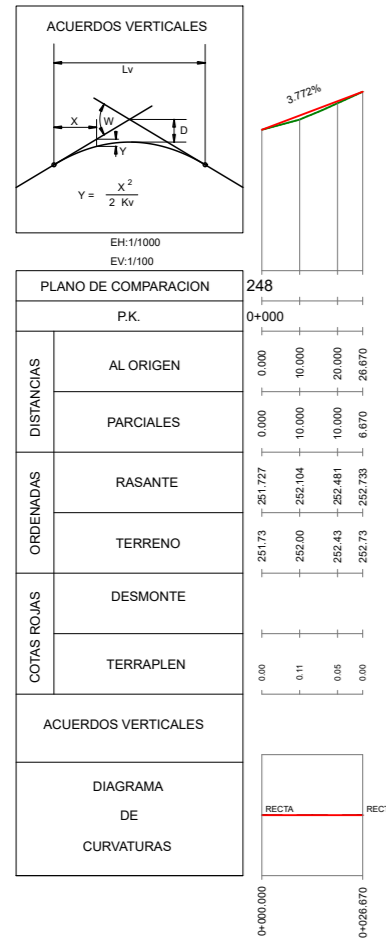 ACUERDOS VERTICALES
Lv
X
W
D
Y
Y = X 2
2 Kv
3.772%
EH:1/1000
EV:1/100
PLANO DE COMPARACION 248
P.K. 0+000
DISTANCIAS
AL ORIGEN 0.000 10.000 20.000 26.670
PARCIALES 0.000 10.000 10.000 6.670
ORDENADAS
RASANTE 251.727 252.104 252.481 252.733
TERRENO 251.73 252.00 252.43 252.73
COTAS ROJAS
DESMONTE
TERRAPLEN 0.00 0.11 0.05 0.00
ACUERDOS VERTICALES
DIAGRAMA
DE
CURVATURAS
RECTA RECT
0+000.000 0+026.670